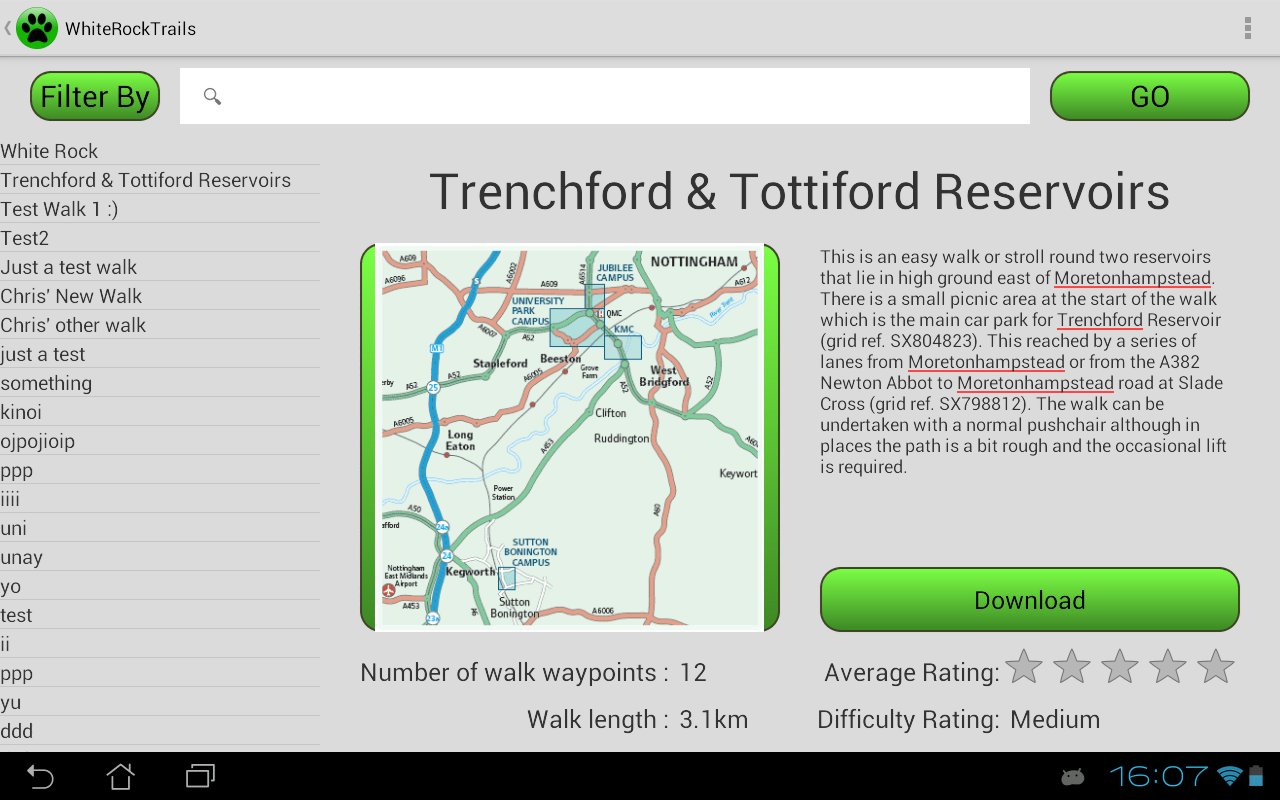 WhiteRockTrails
Filter By
GO
White Rock
Trenchford & Tottiford Reservoirs
Test Walk 1 :)
Test2
Just a test walk
Chris' New Walk
Chris' other walk
just a test
something
kinoi
ojpojioip
ppp
iiii
uni
unay
yo
test
ii
ppp
yu
ddd
Trenchford & Tottiford Reservoirs
A609
A6096
A6002
A6514
A609
JUBILEE
CAMPUS
NOTTINGHAM
A612
UNIVERSITY
PARK
CAMPUS
QMC
River Trent
A6007
A52
KMC
M1
Stapleford
Beeston
Grove
Farm
West
Bridgford
erby
A52
A52
25
A6005
A52
A52
A6005
Clifton
Long
Eaton
A453
Ruddington
Keywort
A60
Power
Station
A50
afford
24a
SUTTON
BONINGTON
CAMPUS
24
Nottingham
East Midlands
Airport
Kegworth
A453
Sutton
Bonington
A6
A6006
23a
This is an easy walk or stroll round two reservoirs
that lie in high ground east of Moretonhampstead.
There is a small picnic area at the start of the walk
which is the main car park for Trenchford Reservoir
(grid ref. SX804823). This reached by a series of
lanes from Moretonhampstead or from the A382
Newton Abbot to Moretonhampstead road at Slade
Cross (grid ref. SX798812). The walk can be
undertaken with a normal pushchair although in
places the path is a bit rough and the occasional lift
is required.
Download
Number of walk waypoints : 12
Average Rating:
Walk length : 3.1km
Difficulty Rating: Medium
16:07